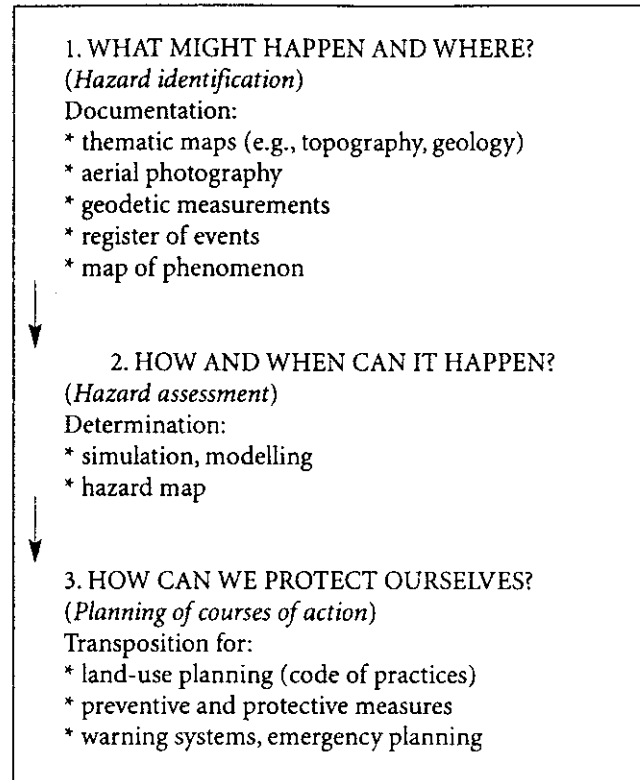 1. WHAT MIGHT HAPPEN AND WHERE?
(Hazard identification)
Documentation:
* thematic maps (e.g., topography, geology)
* aerial photography
* geodetic measurements
* register of events
* map of phenomenon
2. HOW AND WHEN CAN IT HAPPEN?
(Hazard assessment)
Determination:
* simulation, modelling
* hazard map
3. HOW CAN WE PROTECT OURSELVES?
(Planning of courses of action)
Transposition for:
* land-use planning (code of practices)
* preventive and protective measures
* warning systems, emergency planning